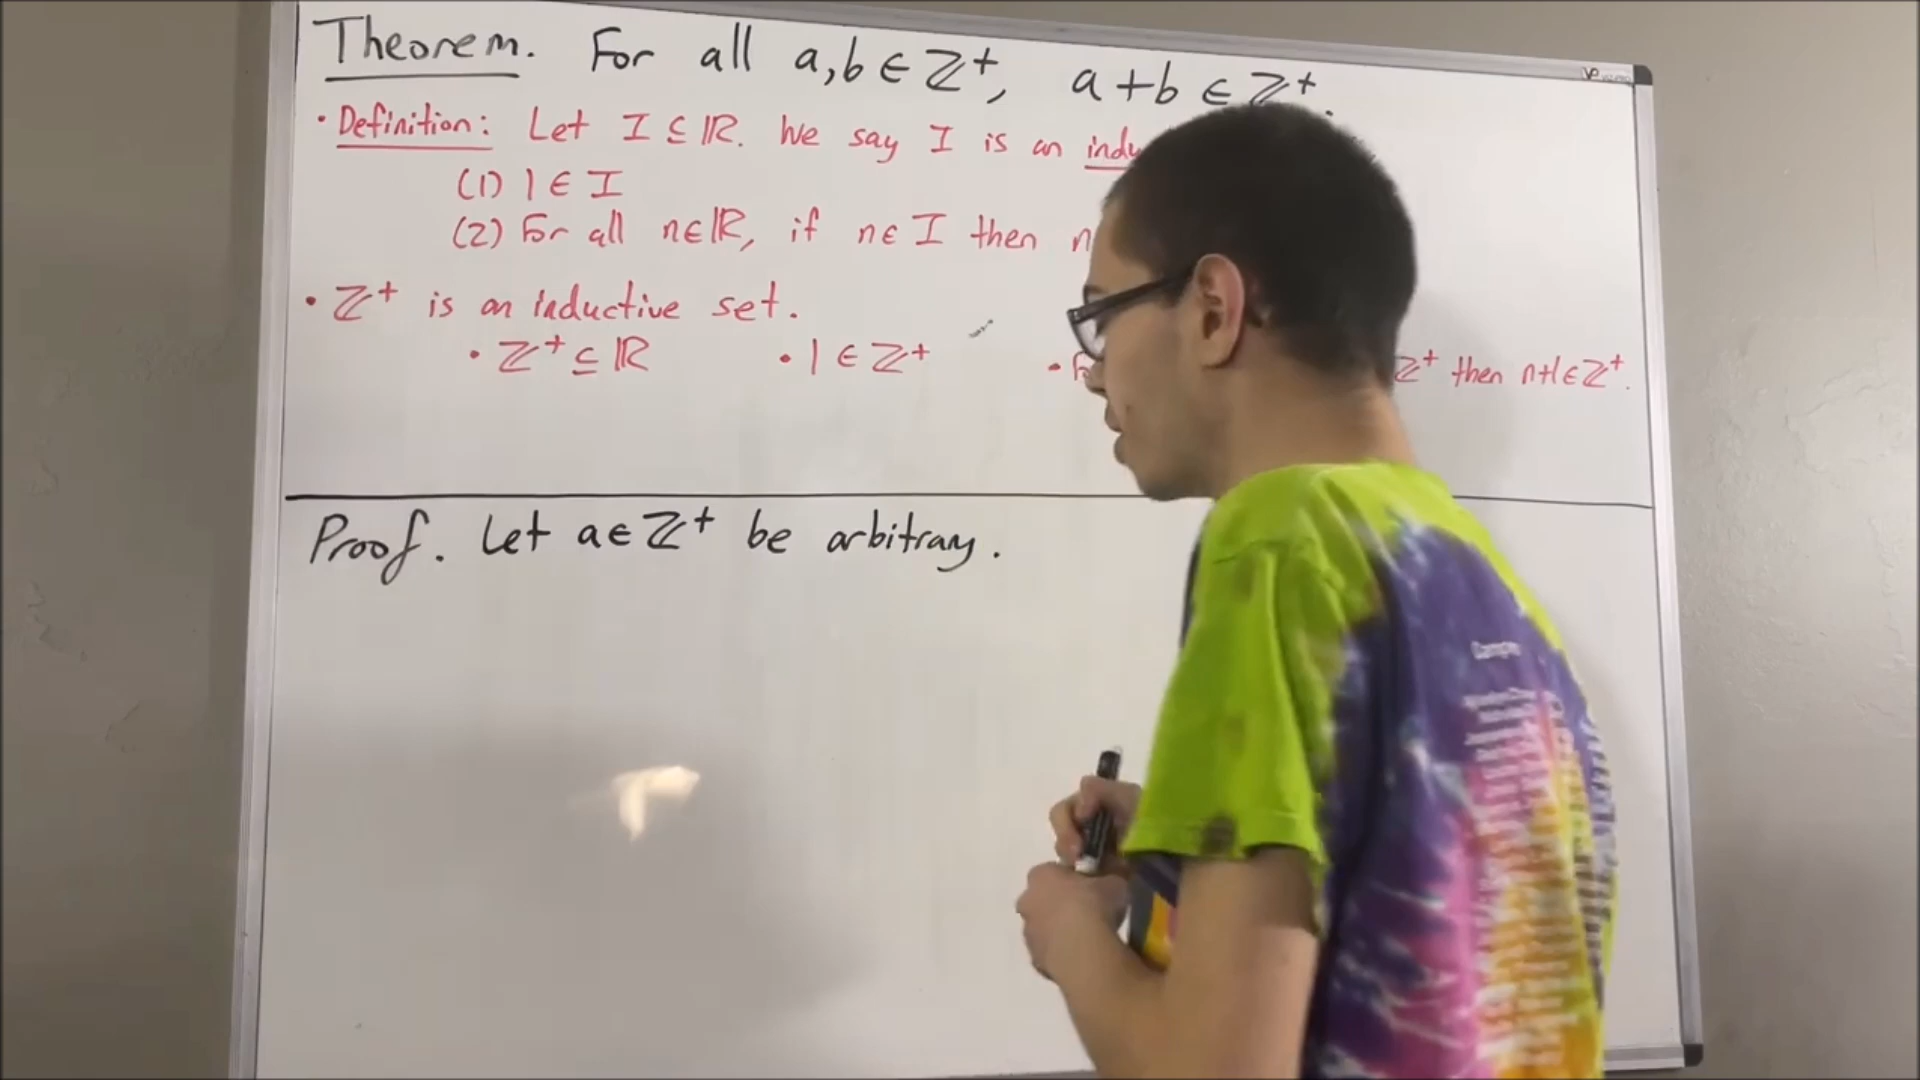 Theorem. For all a,b ∈ ℤ⁺, a+b ∈ ℤ⁺.
• Definition: Let I ⊆ ℝ. We say I is an indu
(1) 1 ∈ I
(2) For all n∈ℝ, if n∈ I then n
• ℤ⁺ is an inductive set.
• ℤ⁺ ⊆ ℝ • 1 ∈ ℤ⁺ • ℤ⁺ then n+1∈ℤ⁺.
Proof. Let a∈ℤ⁺ be arbitrary.